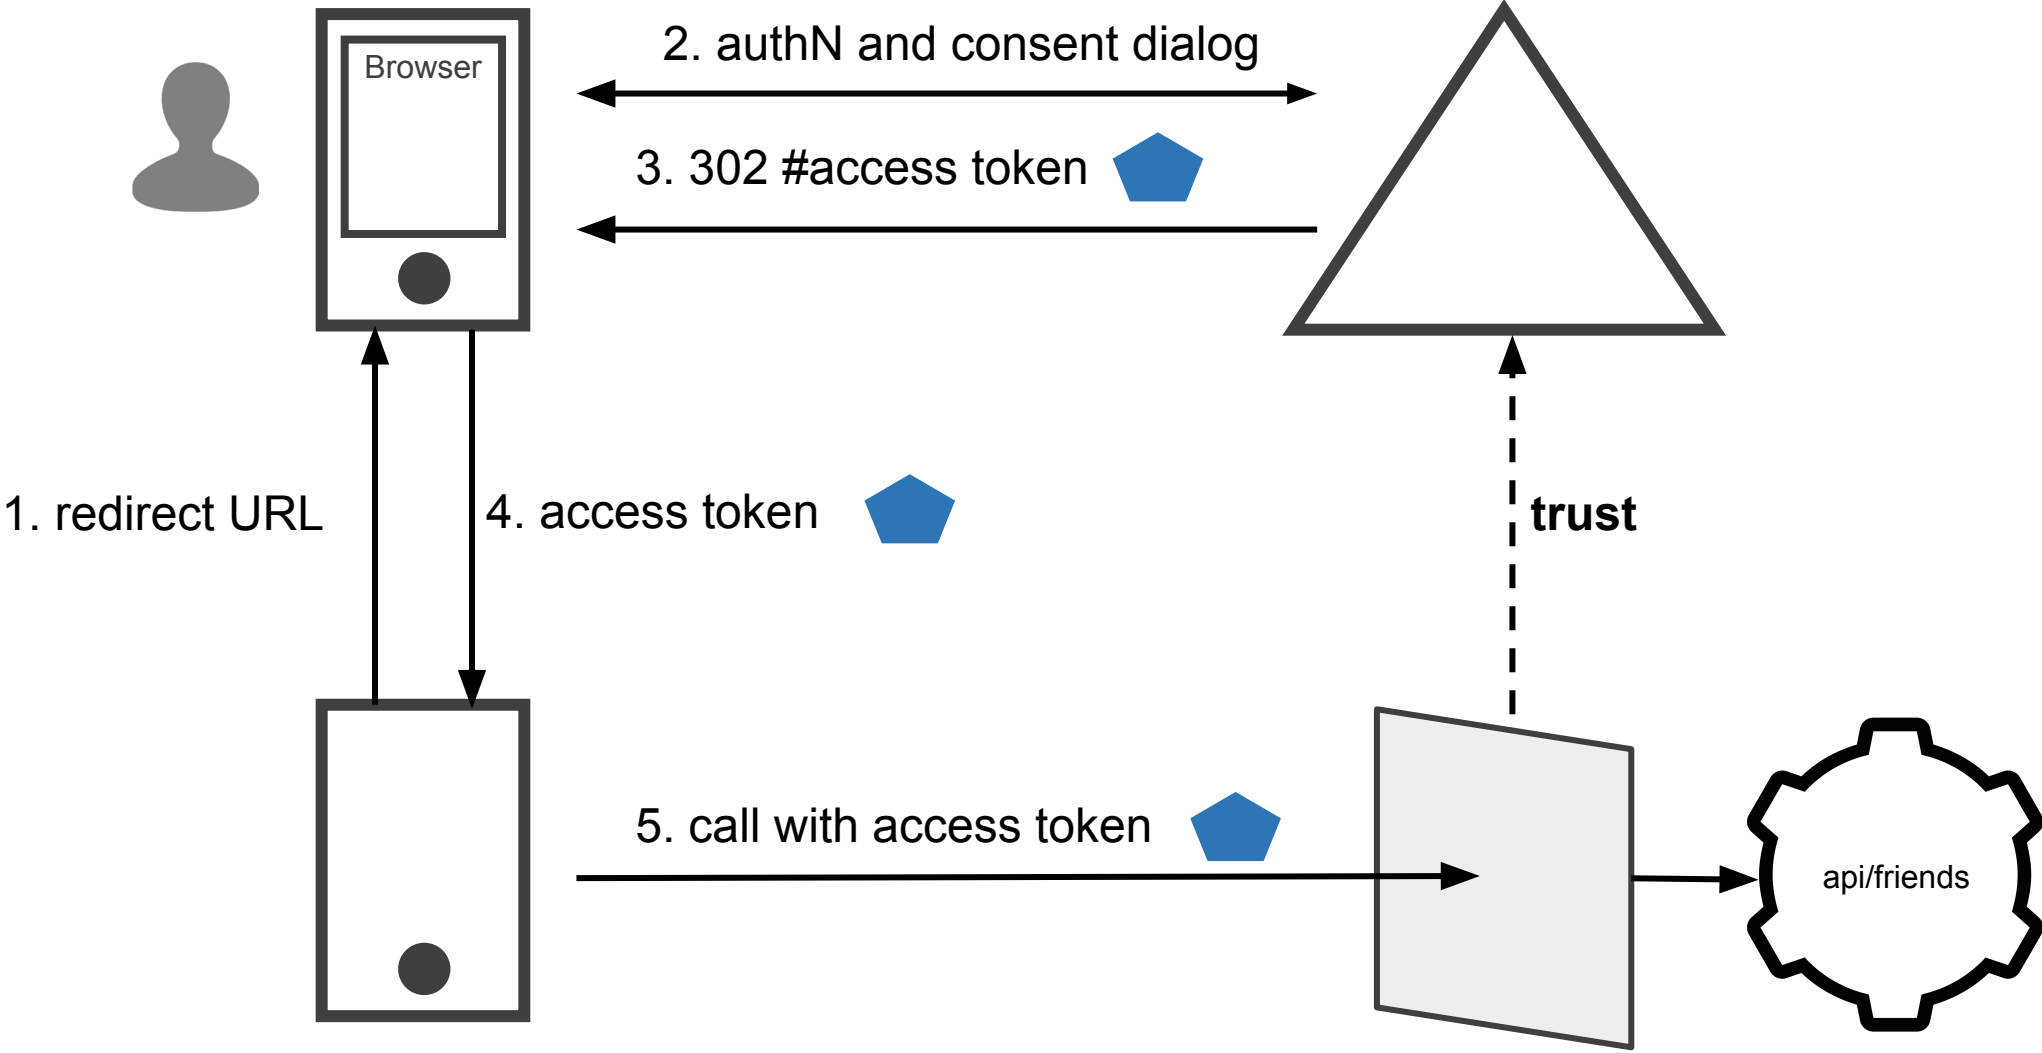 2. authN and consent dialog
Browser
3. 302 #access token
1. redirect URL
4. access token
trust
5. call with access token
api/friends